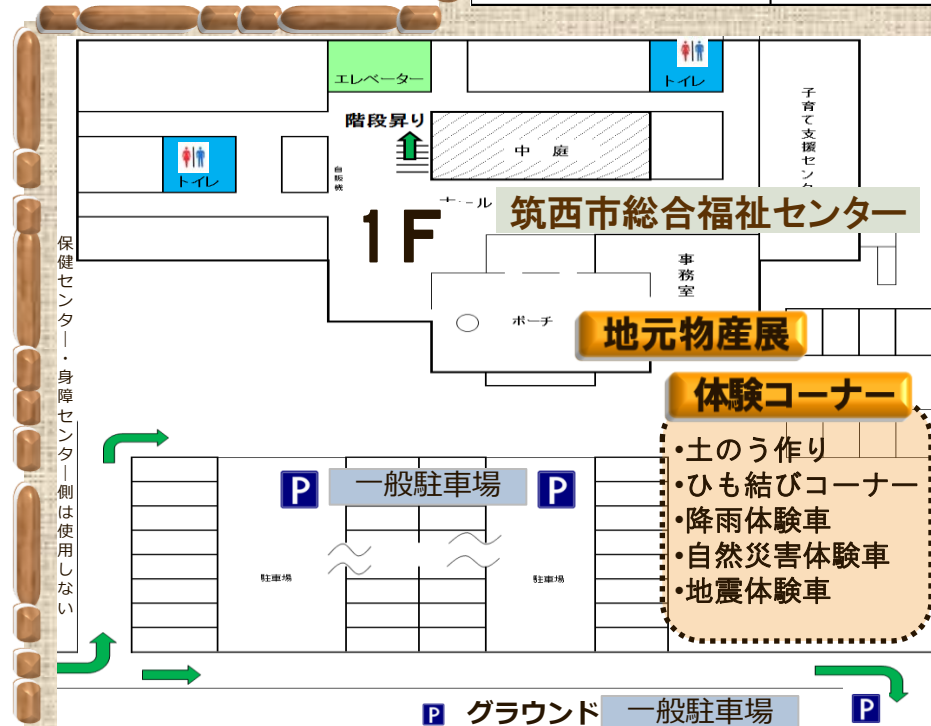 エレベーター
トイレ
階段昇り
中庭
トイレ
自販機
子育て支援センタ
ホール
筑西市総合福祉センター
1F
事務室
ポーチ
地元物産展
体験コーナー
・土のう作り
・ひも結びコーナー
・降雨体験車
・自然災害体験車
・地震体験車
保健センター・身障センター側は使用しない
P 一般駐車場 P
駐車場
駐車場
P グラウンド 一般駐車場 P